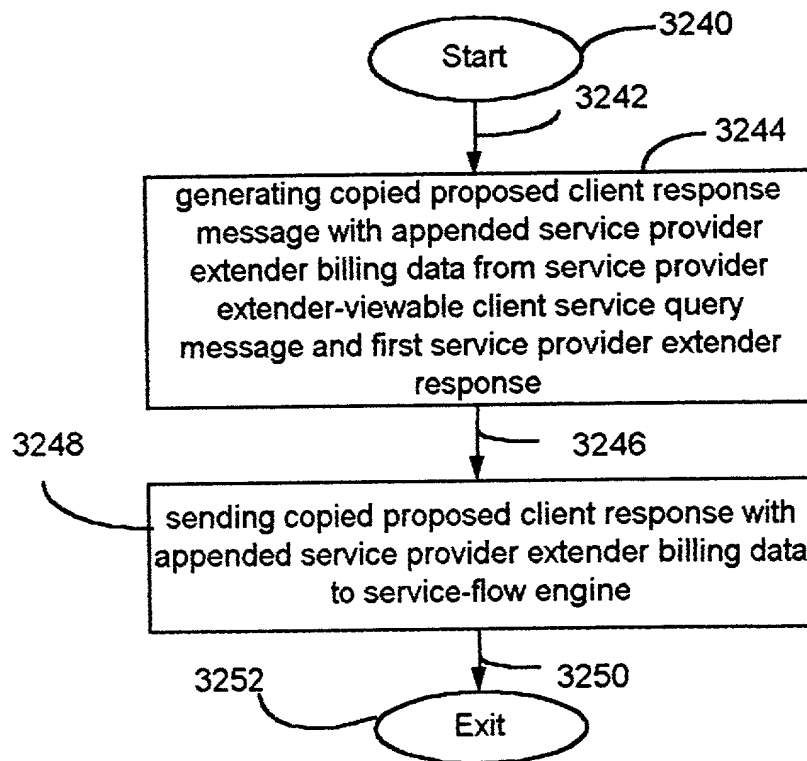 3240
Start
3242
3244
generating copied proposed client response
message with appended service provider
extender billing data from service provider
extender-viewable client service query
message and first service provider extender
response
3246
3248
sending copied proposed client response with
appended service provider extender billing data
to service-flow engine
3250
3252
Exit